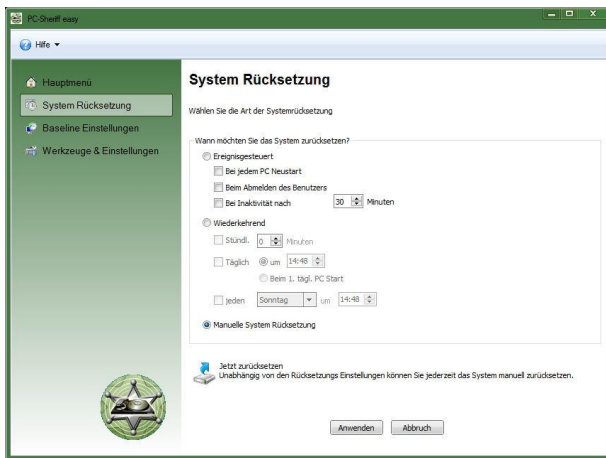 PC-Sheriff easy
Hilfe
Hauptmenü
System Rücksetzung
Baseline Einstellungen
Werkzeuge & Einstellungen
System Rücksetzung
Wählen Sie die Art der Systemrücksetzung
Wann möchten Sie das System zurücksetzen?
Ereignisgesteuert
Bei jedem PC Neustart
Beim Abmelden des Benutzers
Bei Inaktivität nach 30 Minuten
Wiederkehrend
Stündl. 0 Minuten
Täglich um 14:48
Beim 1. tägl. PC Start
jeden Sonntag um 14:48
Manuelle System Rücksetzung
Jetzt zurücksetzen
Unabhängig von den Rücksetzungs Einstellungen können Sie jederzeit das System manuell zurücksetzen.
Anwenden Abbruch